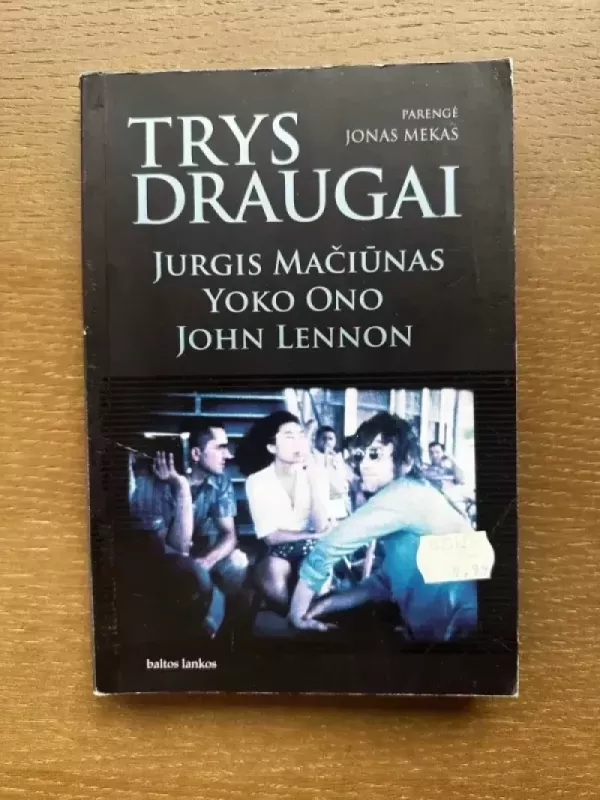 PARENGĖ
JONAS MEKAS
TRYS
DRAUGAI
JURGIS MAČIŪNAS
YOKO ONO
JOHN LENNON
baltos lankos